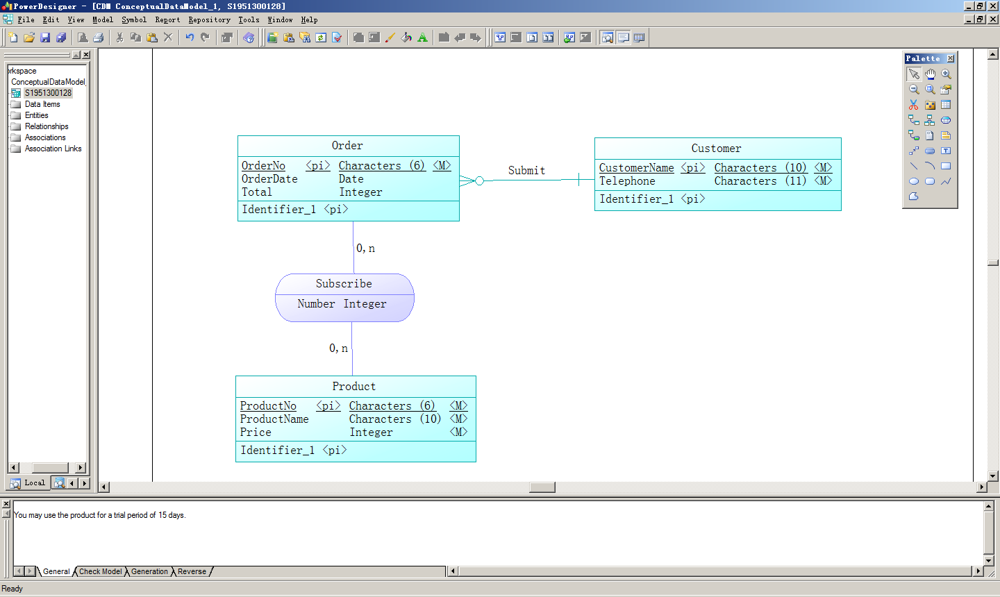 PowerDesigner - [CDM ConceptualDataModel_1, S1951300128]
File Edit View Model Symbol Report Repository Tools Window Help
orkspace
ConceptualDataModel_
S1951300128
Data Items
Entities
Relationships
Associations
Association Links
Local
Palette
Order
OrderNo <pi> Characters (6) <M>
OrderDate Date
Total Integer
Identifier_1 <pi>
Submit
Customer
CustomerName <pi> Characters (10) <M>
Telephone Characters (11) <M>
Identifier_1 <pi>
0,n
Subscribe
Number Integer
0,n
Product
ProductNo <pi> Characters (6) <M>
ProductName Characters (10) <M>
Price Integer <M>
Identifier_1 <pi>
You may use the product for a trial period of 15 days.
General Check Model Generation Reverse
Ready